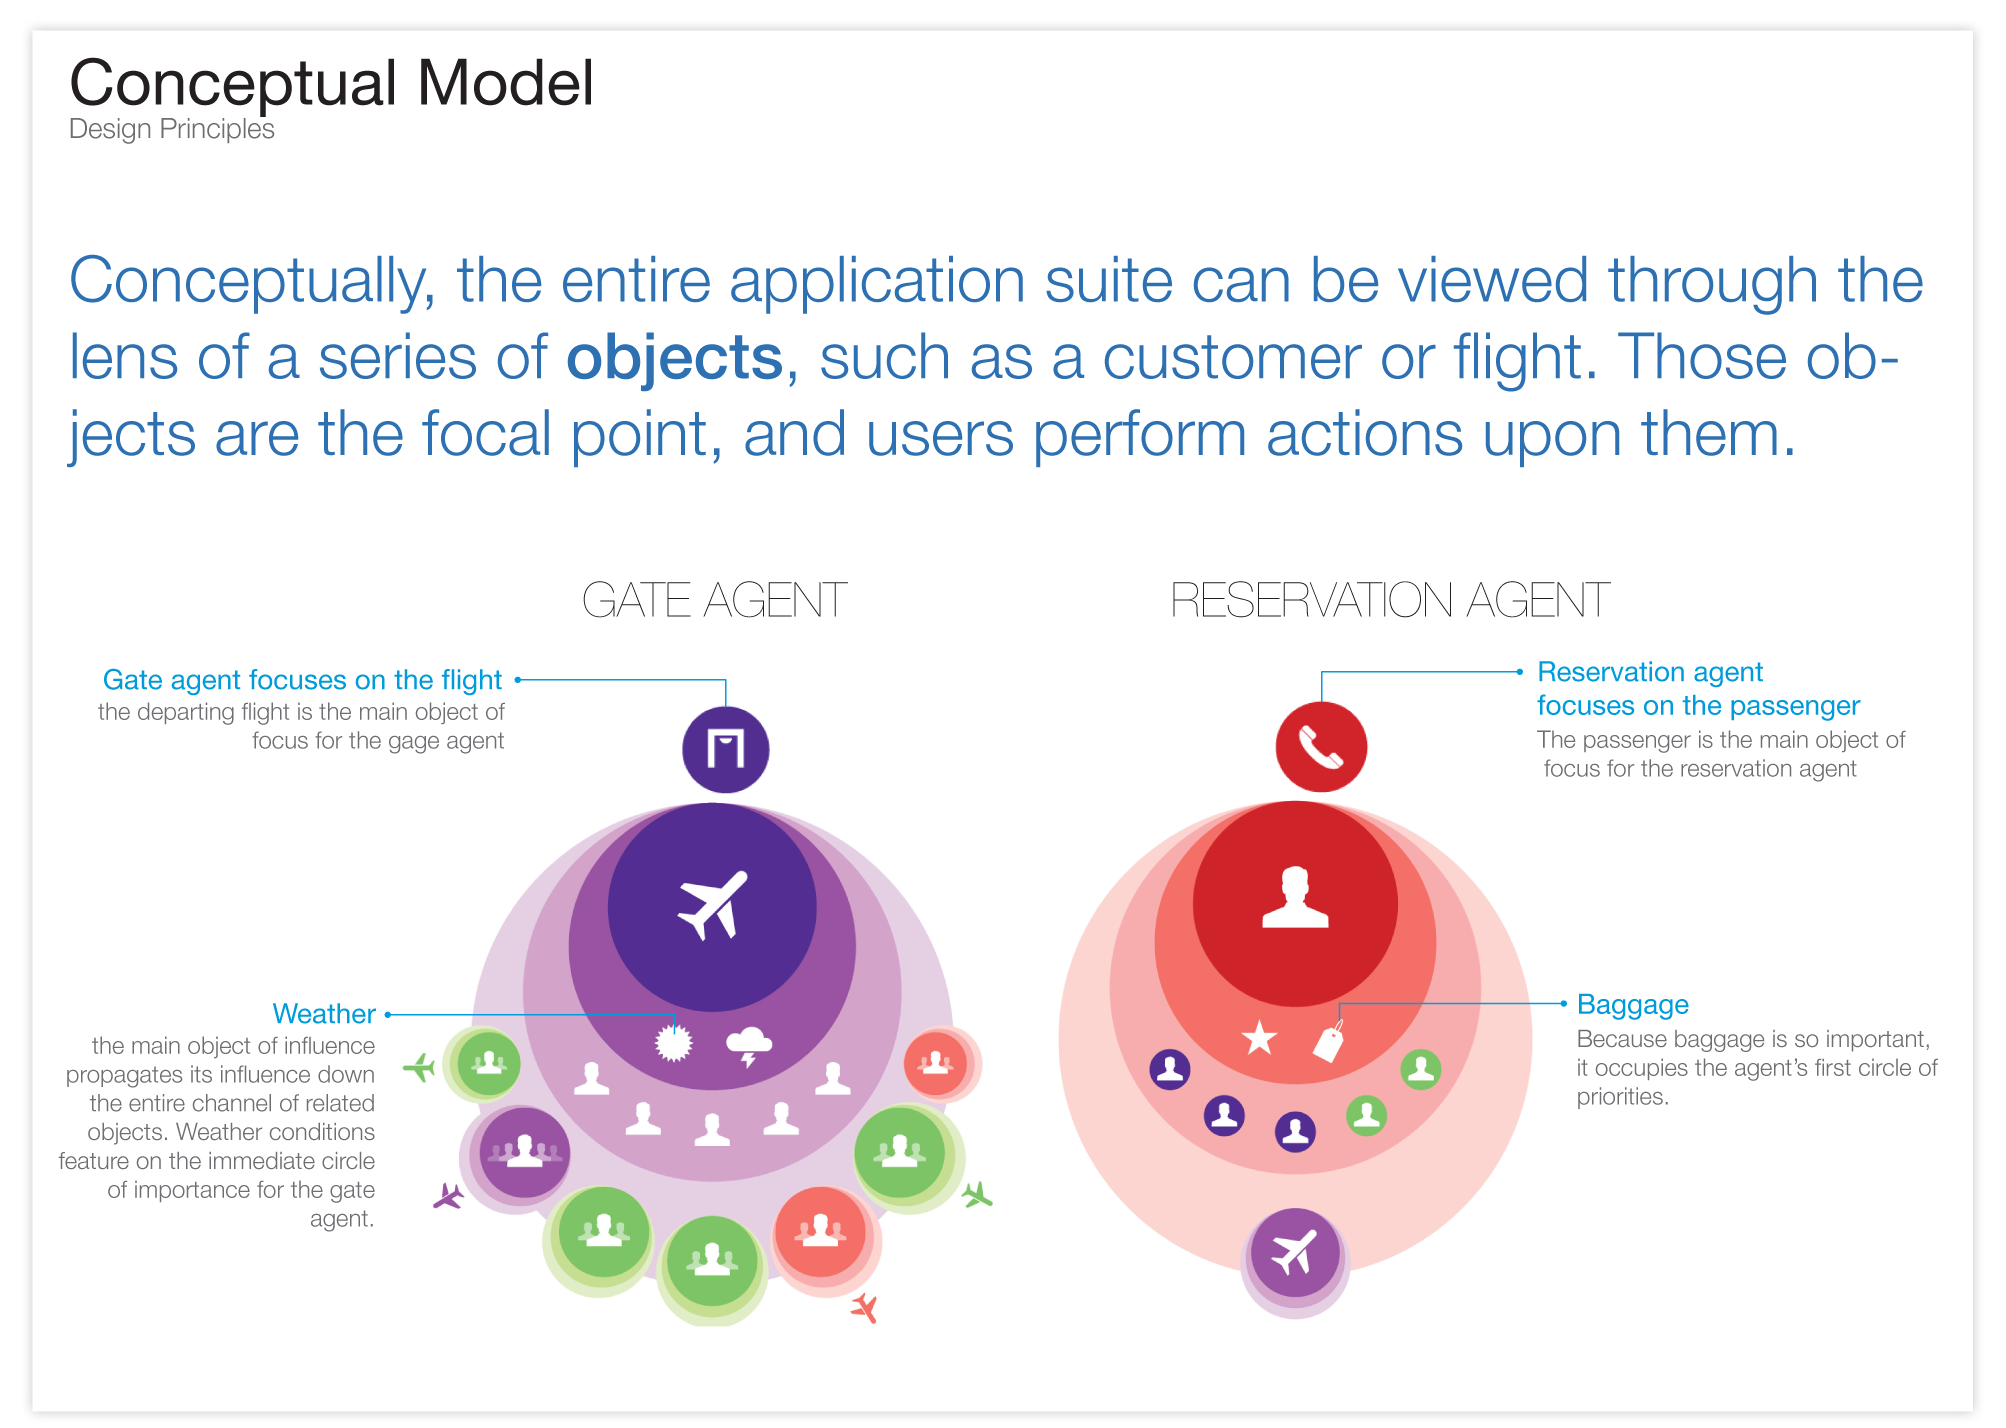 Conceptual Model
Design Principles
Conceptually, the entire application suite can be viewed through the
lens of a series of objects, such as a customer or flight. Those ob-
jects are the focal point, and users perform actions upon them.
GATE AGENT
Gate agent focuses on the flight
the departing flight is the main object of
focus for the gage agent
Weather
the main object of influence
propagates its influence down
the entire channel of related
objects. Weather conditions
feature on the immediate circle
of importance for the gate
agent.
RESERVATION AGENT
Reservation agent
focuses on the passenger
The passenger is the main object of
focus for the reservation agent
Baggage
Because baggage is so important,
it occupies the agent's first circle of
priorities.